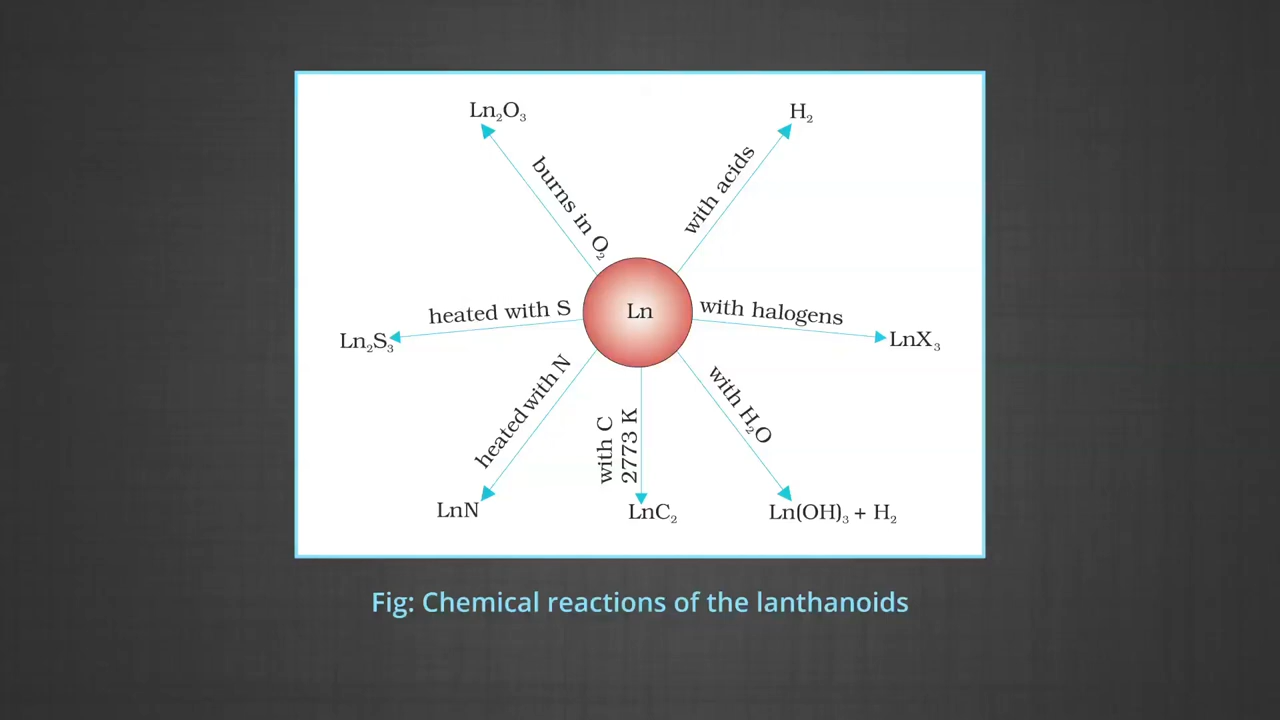 Ln₂O₃
H₂
burns in O₂
with acids
Ln
heated with S
with halogens
Ln₂S₃
LnX₃
heated with N
with C
2773 K
with H₂O
LnN
LnC₂
Ln(OH)₃ + H₂
Fig: Chemical reactions of the lanthanoids